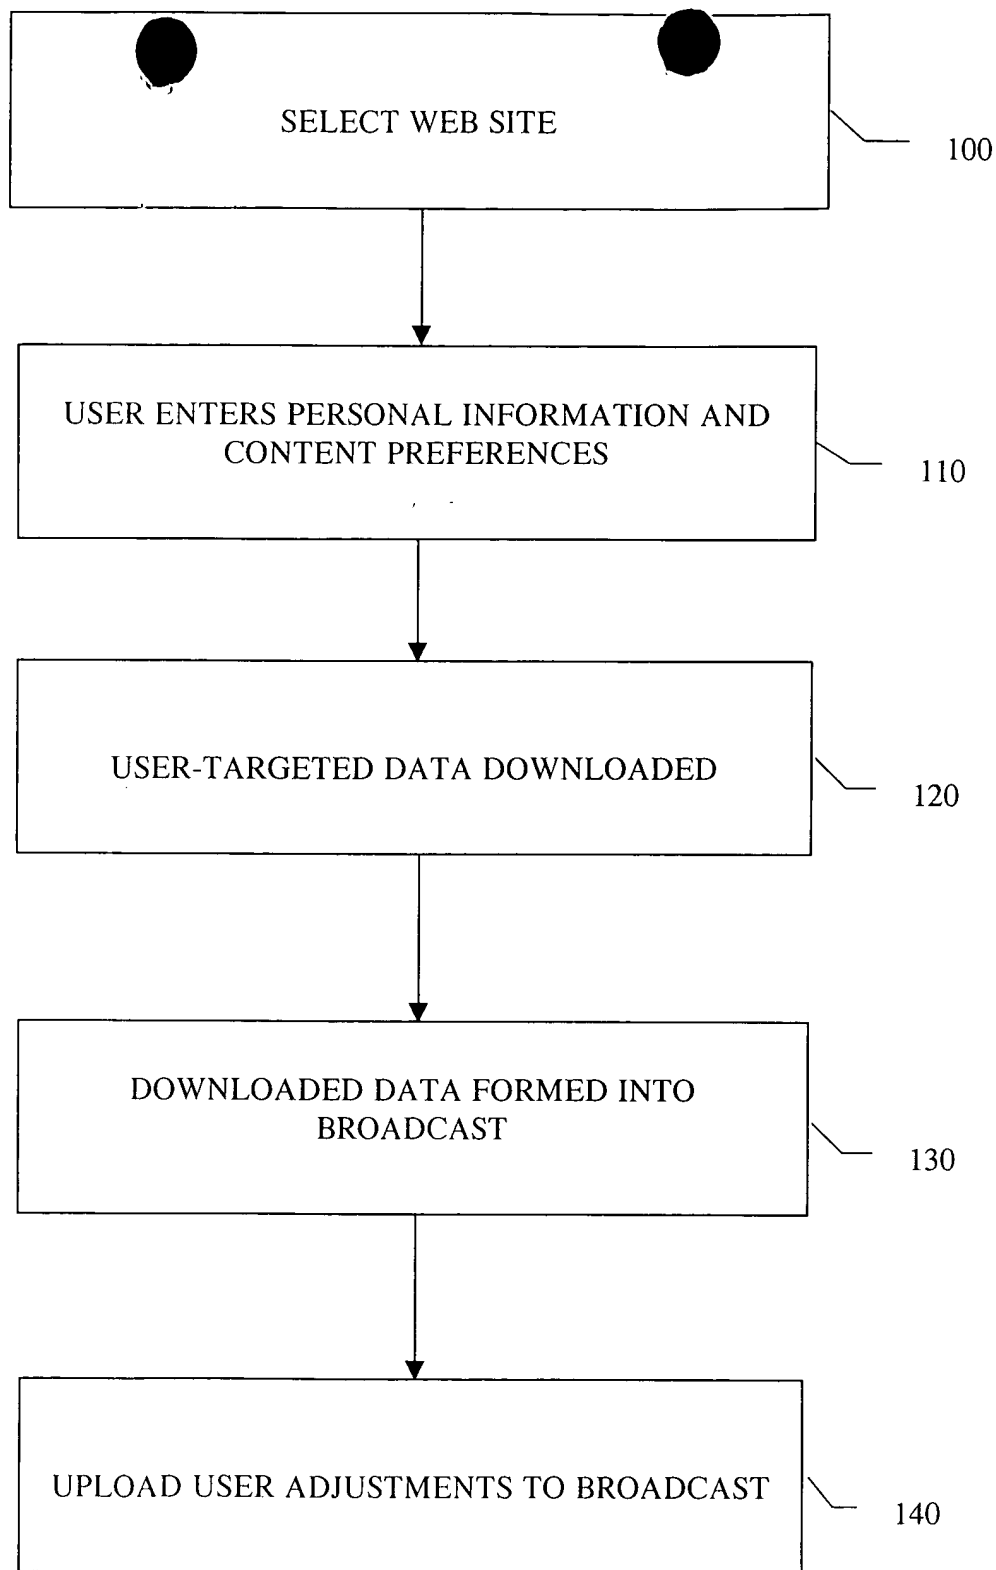 SELECT WEB SITE
100
USER ENTERS PERSONAL INFORMATION AND
CONTENT PREFERENCES
110
USER-TARGETED DATA DOWNLOADED
120
DOWNLOADED DATA FORMED INTO
BROADCAST
130
UPLOAD USER ADJUSTMENTS TO BROADCAST
140